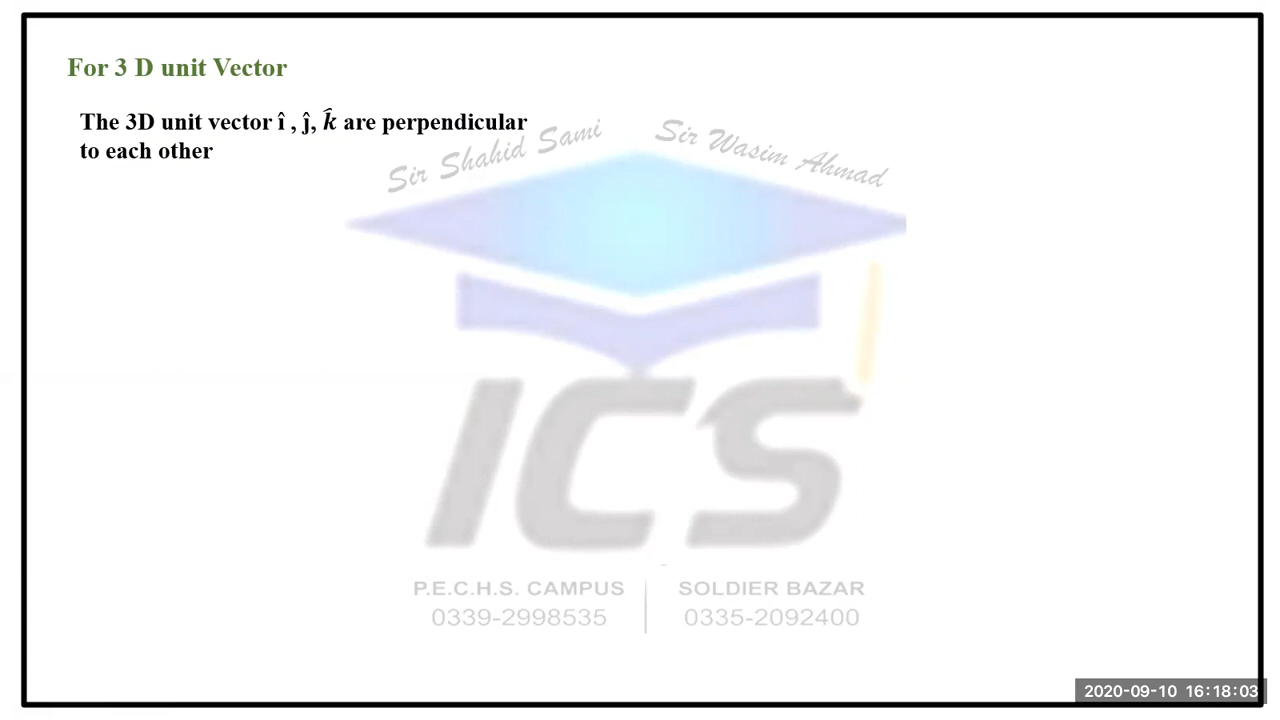 For 3 D unit Vector
The 3D unit vector î , ĵ, k̂ are perpendicular
to each other
Sir Shahid Sami
Sir Wasim Ahmad
ICS
P.E.C.H.S. CAMPUS
0339-2998535
SOLDIER BAZAR
0335-2092400
2020-09-10 16:18:03